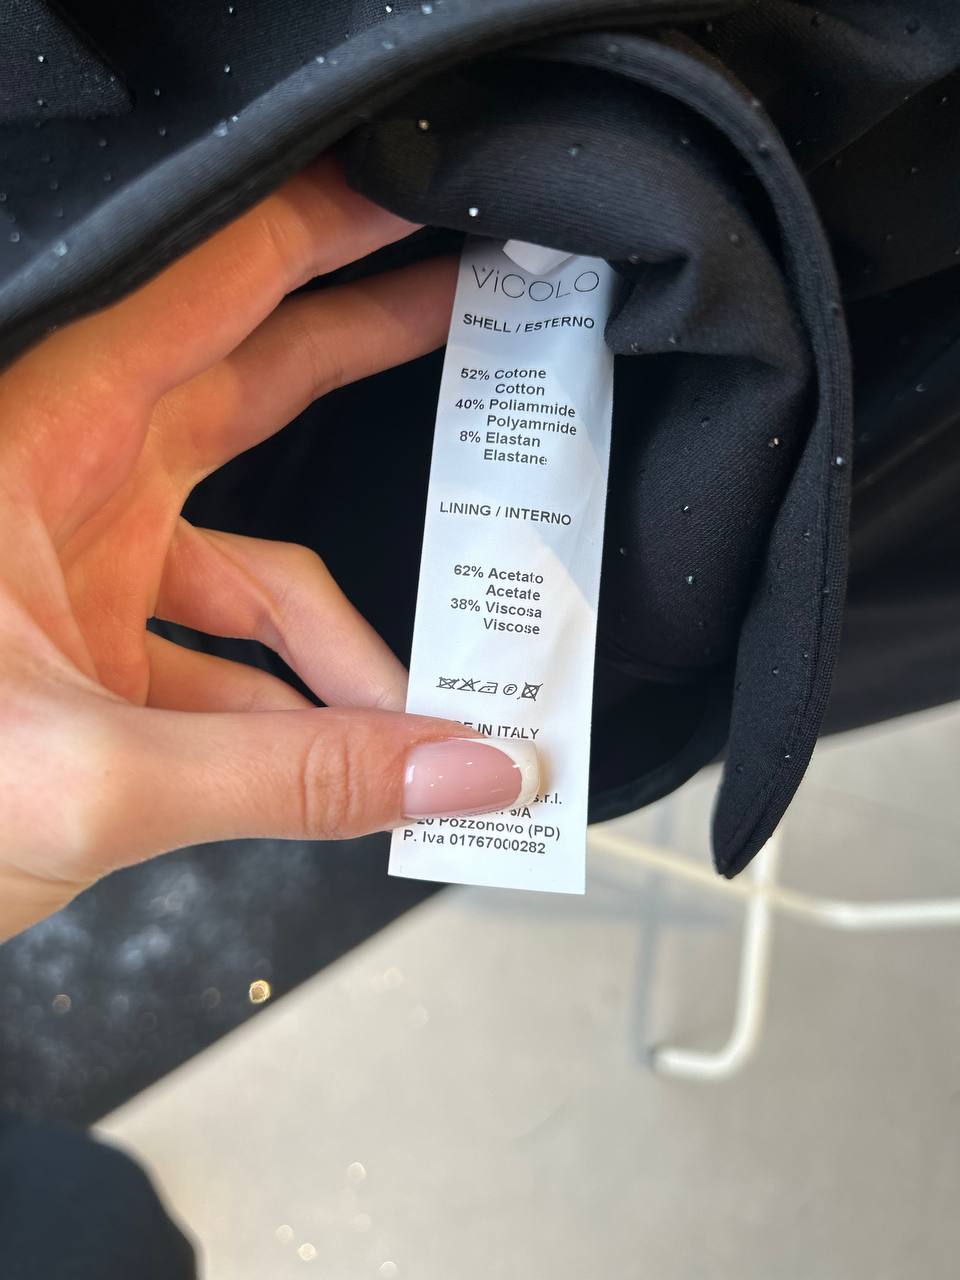 ViCOLO
SHELL / ESTERNO
52% Cotone
Cotton
40% Poliammide
Polyamide
8% Elastan
Elastane
LINING / INTERNO
62% Acetato
Acetate
38% Viscosa
Viscose
IN ITALY
s.r.l.
Pozzonovo (PD)
P. Iva 01767000282